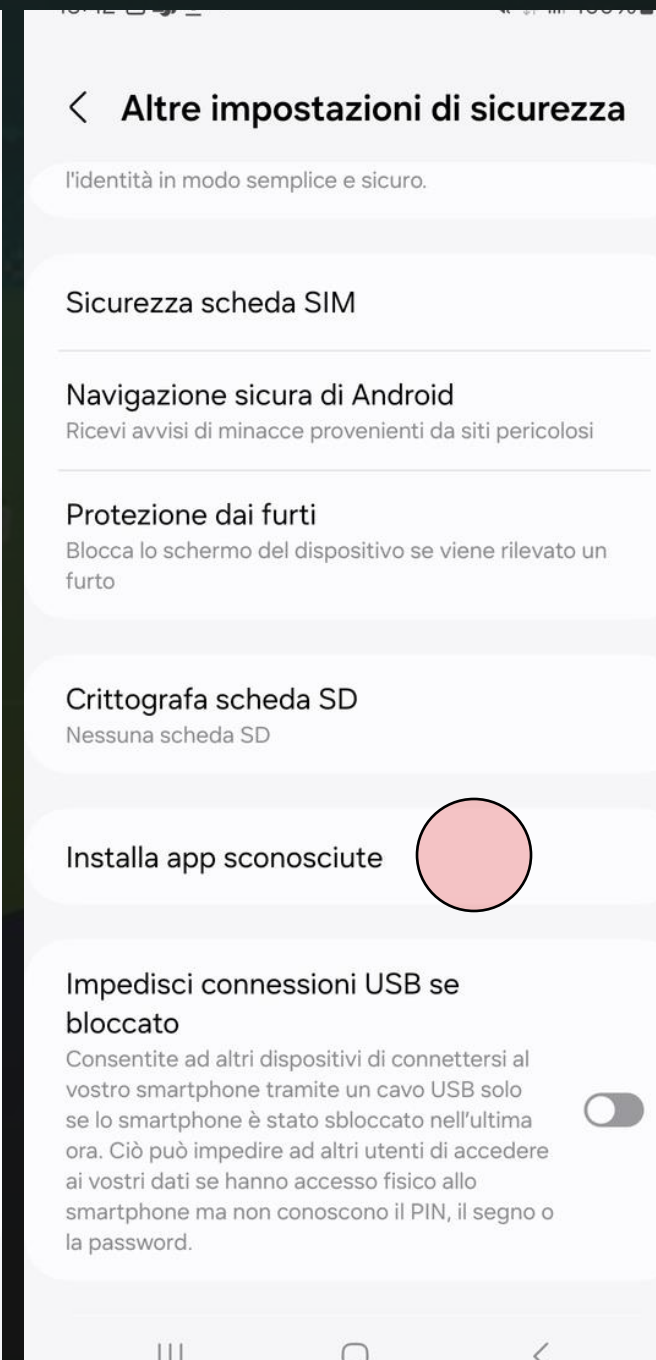 Altre impostazioni di sicurezza
l'identità in modo semplice e sicuro.
Sicurezza scheda SIM
Navigazione sicura di Android
Ricevi avvisi di minacce provenienti da siti pericolosi
Protezione dai furti
Blocca lo schermo del dispositivo se viene rilevato un
furto
Crittografa scheda SD
Nessuna scheda SD
Installa app sconosciute
Impedisci connessioni USB se
bloccato
Consentite ad altri dispositivi di connettersi al
vostro smartphone tramite un cavo USB solo
se lo smartphone è stato sbloccato nell'ultima
ora. Ciò può impedire ad altri utenti di accedere
ai vostri dati se hanno accesso fisico allo
smartphone ma non conoscono il PIN, il segno o
la password.